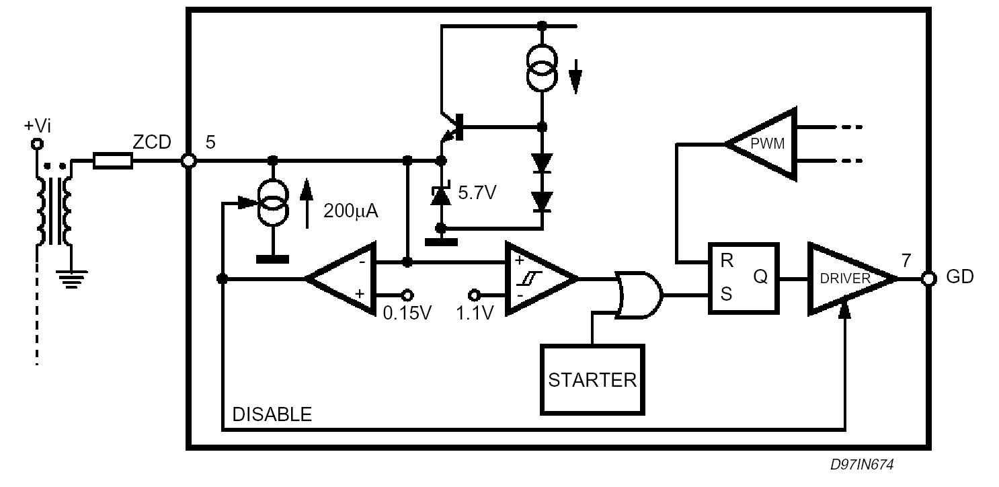 +Vi
ZCD
5
5.7V
200μA
PWM
-
+
0.15V
+
-
1.1V
R
S
Q
DRIVER
7
GD
STARTER
DISABLE
D97IN674